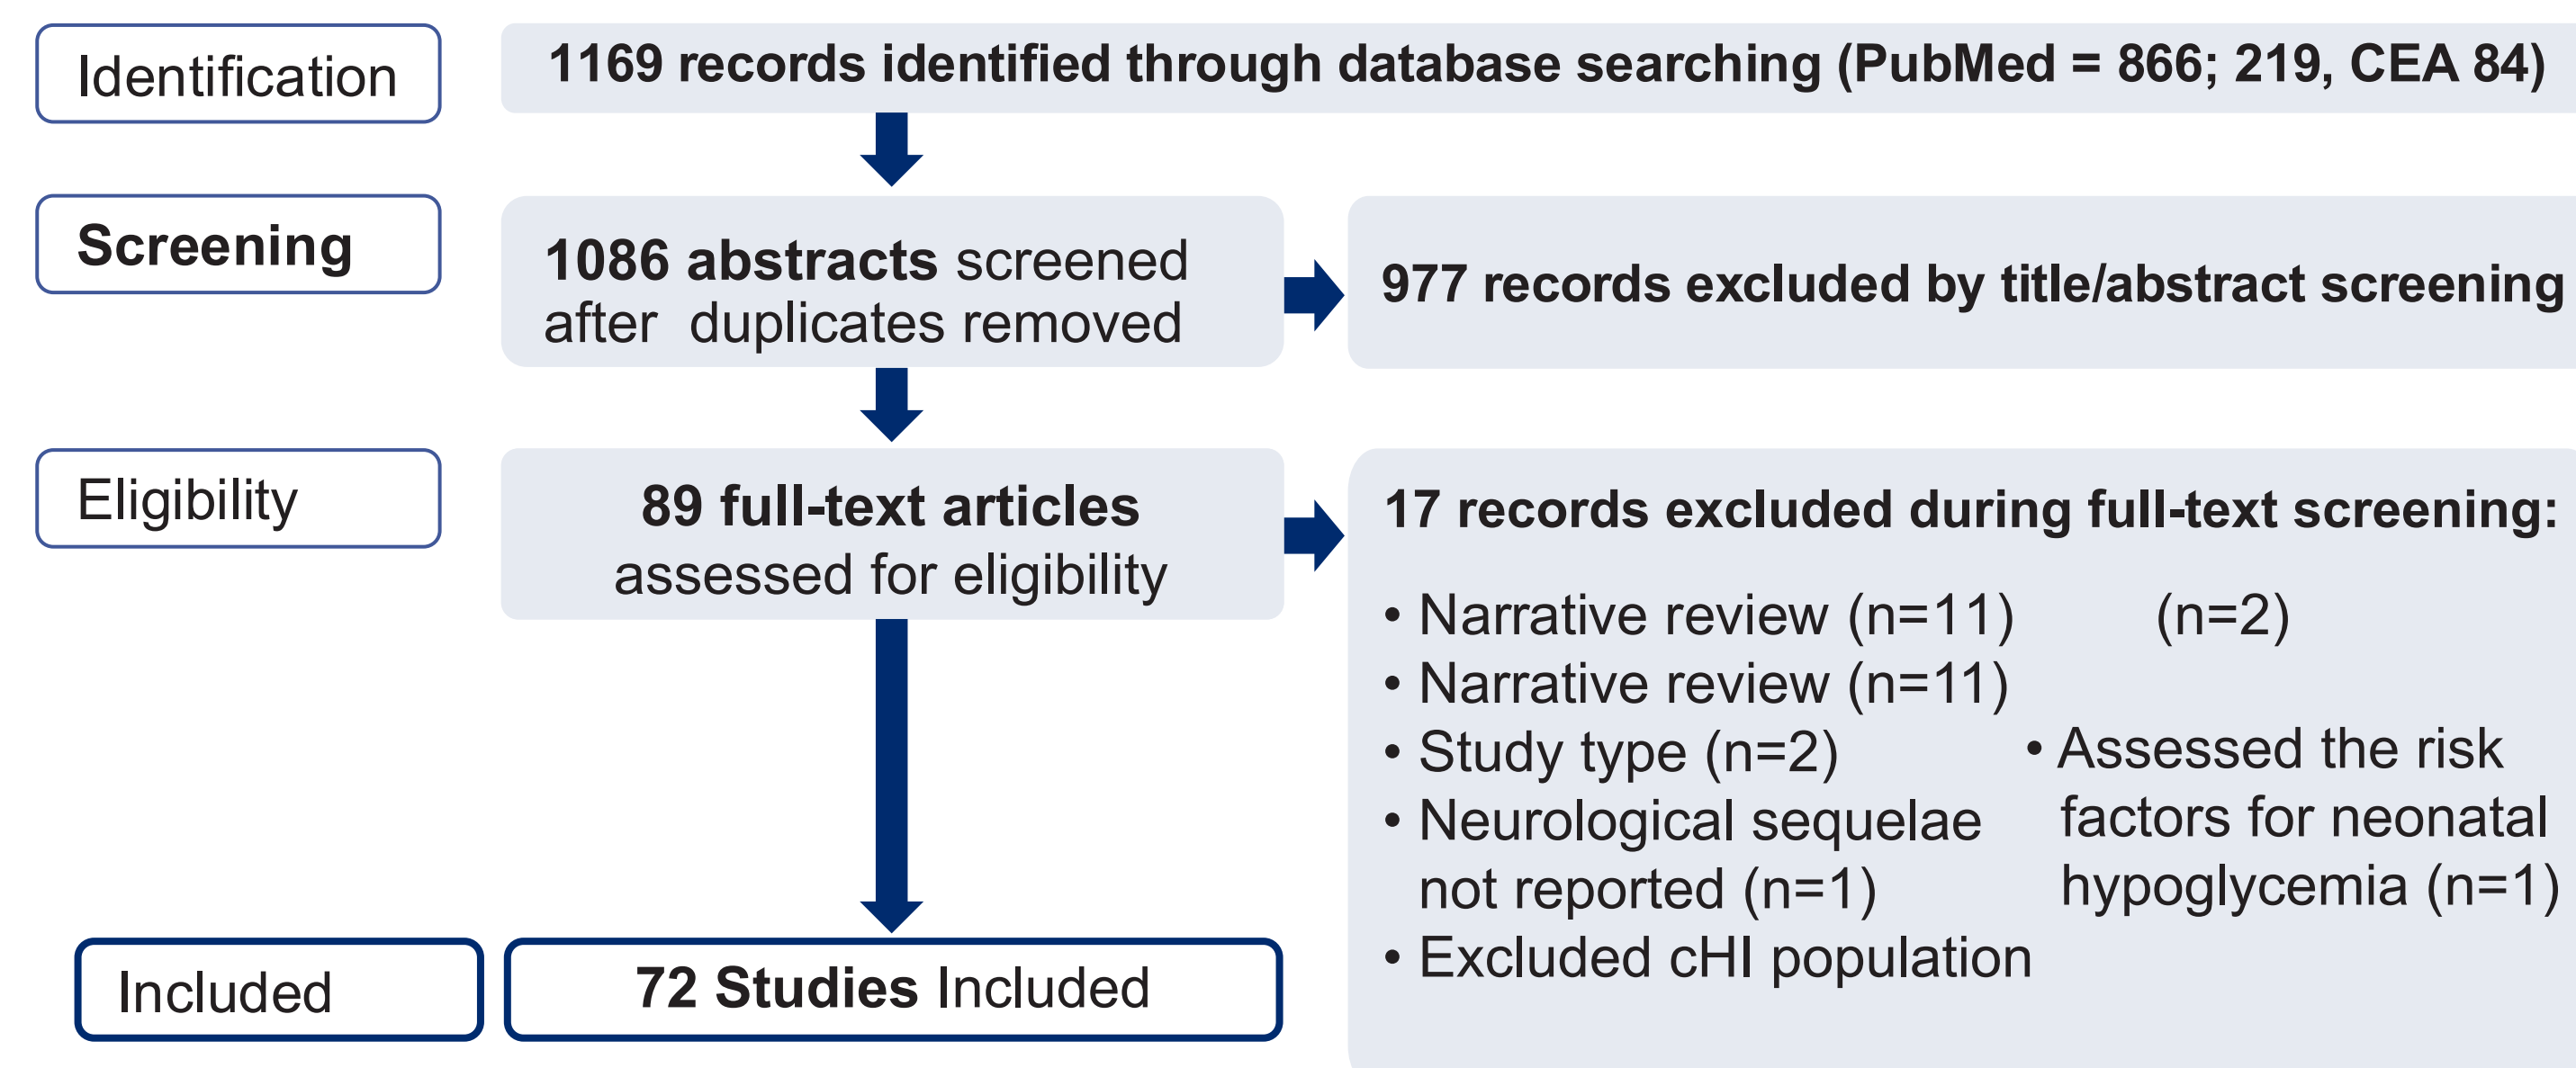 Identification
1169 records identified through database searching (PubMed = 866; 219, CEA 84)
Screening
1086 abstracts screened
after duplicates removed
977 records excluded by title/abstract screening
Eligibility
89 full-text articles
assessed for eligibility
17 records excluded during full-text screening:
• Narrative review (n=11)
• Narrative review (n=11)
• Study type (n=2)
• Neurological sequelae
not reported (n=1)
• Excluded cHI population
(n=2)
• Assessed the risk
factors for neonatal
hypoglycemia (n=1)
Included
72 Studies Included